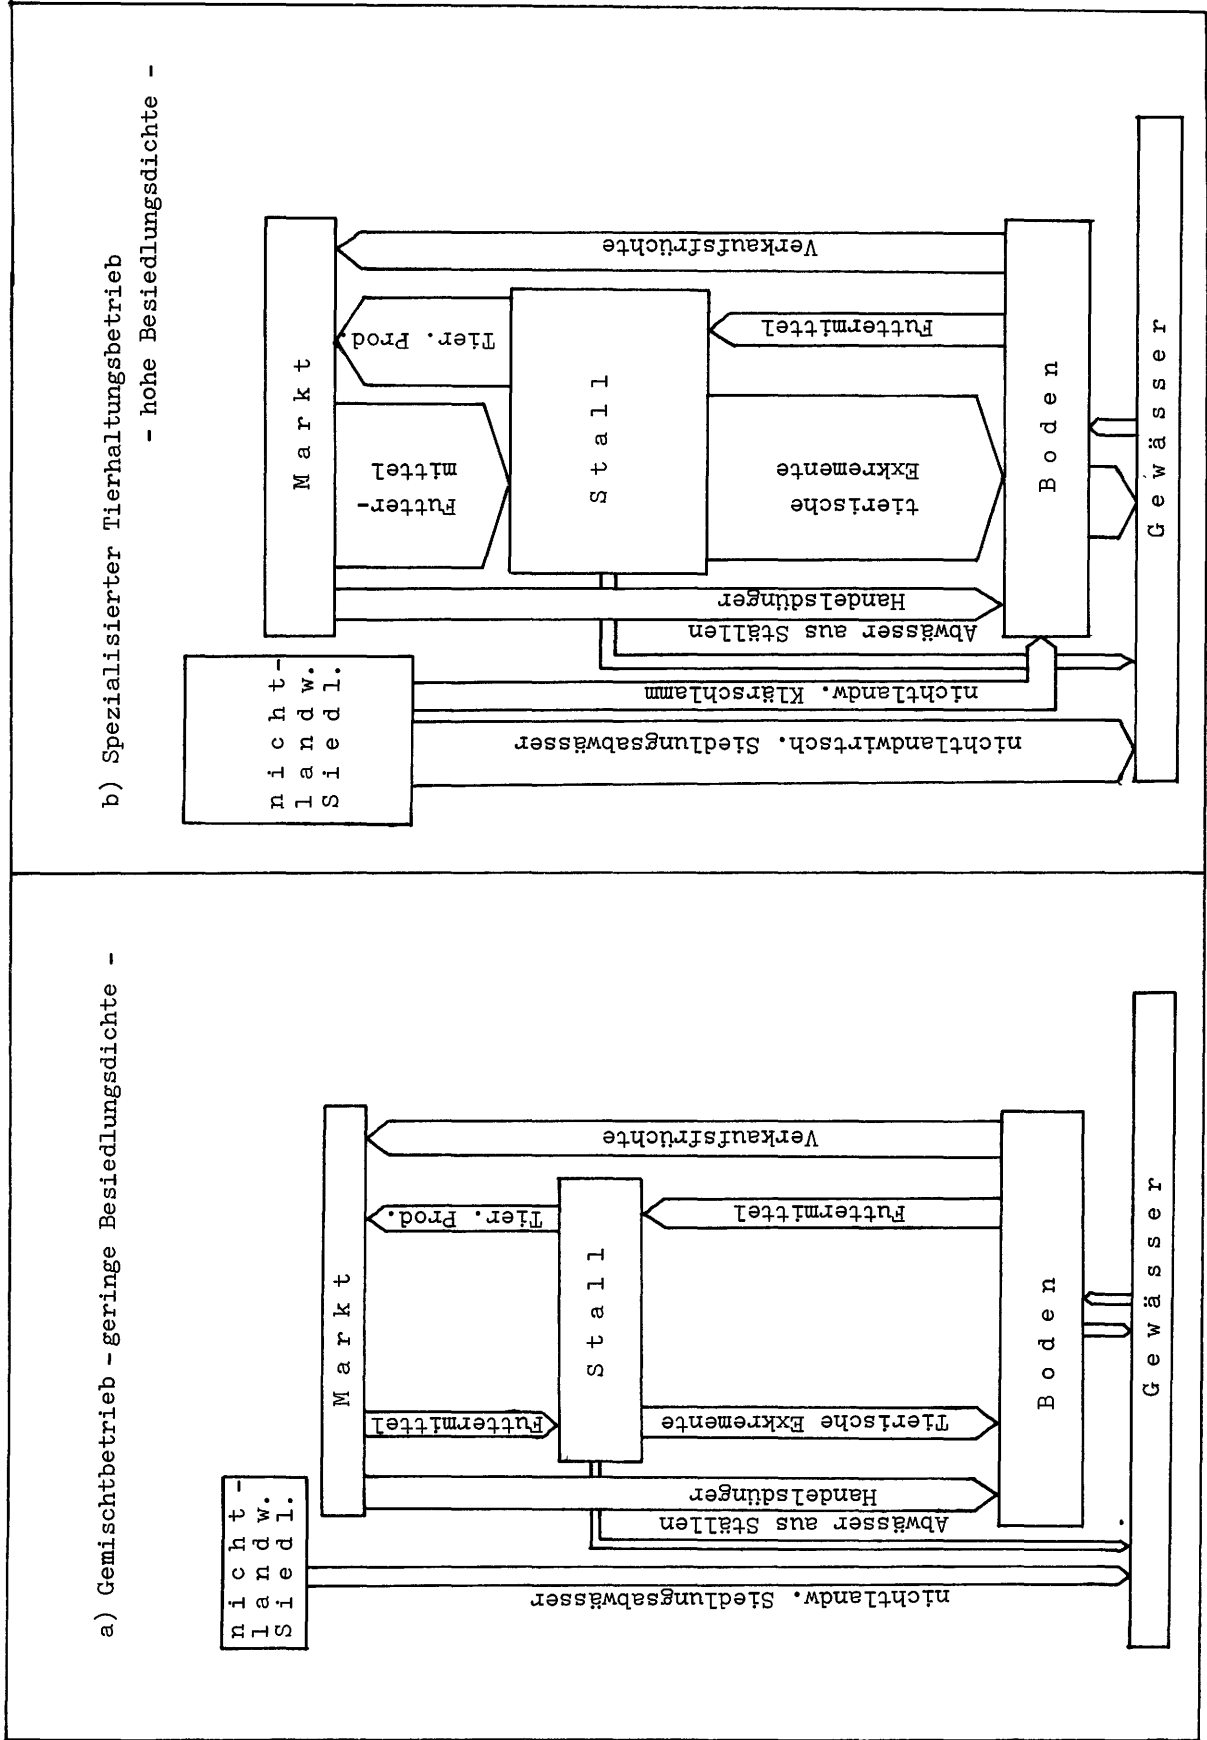 a) Gemischtbetrieb - geringe Besiedlungsdichte -
nicht-
landw.
Siedl.
Markt
Stall
Boden
Gewässer
nichtlandw. Siedlungsabwässer
Abwässer aus Ställen
Handelsdünger
Futtermittel
Tierische Exkremente
Tier. Prod.
Futtermittel
Verkaufsfrüchte
b) Spezialisierter Tierhaltungsbetrieb
- hohe Besiedlungsdichte -
nicht-
landw.
Siedl.
Markt
Stall
Boden
Gewässer
nichtlandwirtsch. Siedlungsabwässer
nichtlandw. Klärschlamm
Abwässer aus Ställen
Handelsdünger
Futter-
mittel
tierische
Exkremente
Tier. Prod.
Futtermittel
Verkaufsfrüchte